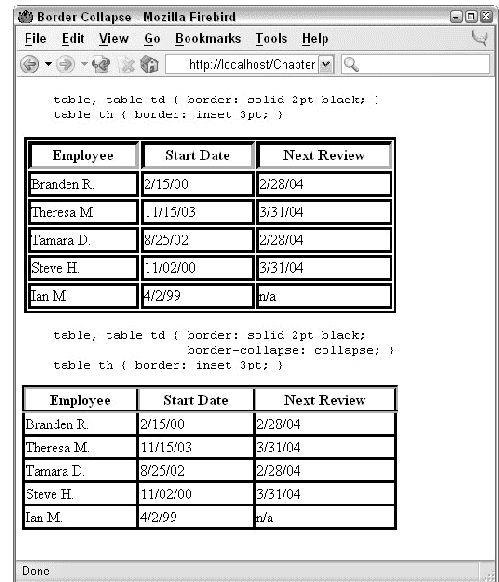 Border Collapse - Mozilla Firebird
File Edit View Go Bookmarks Tools Help
http://localhost/Chapter
table, table td { border: solid 2pt black; }
table th { border: inset 3pt; }
Employee Start Date Next Review
Branden R. 2/15/00 2/28/04
Theresa M 11/15/03 3/31/04
Tamara D. 8/25/02 2/28/04
Steve H. 11/02/00 3/31/04
Ian M 4/2/99 n/a
table, table td { border: solid 2pt black;
border-collapse: collapse; }
table th { border: inset 3pt; }
Employee Start Date Next Review
Branden R. 2/15/00 2/28/04
Theresa M. 11/15/03 3/31/04
Tamara D. 8/25/02 2/28/04
Steve H. 11/02/00 3/31/04
Ian M. 4/2/99 n/a
Done